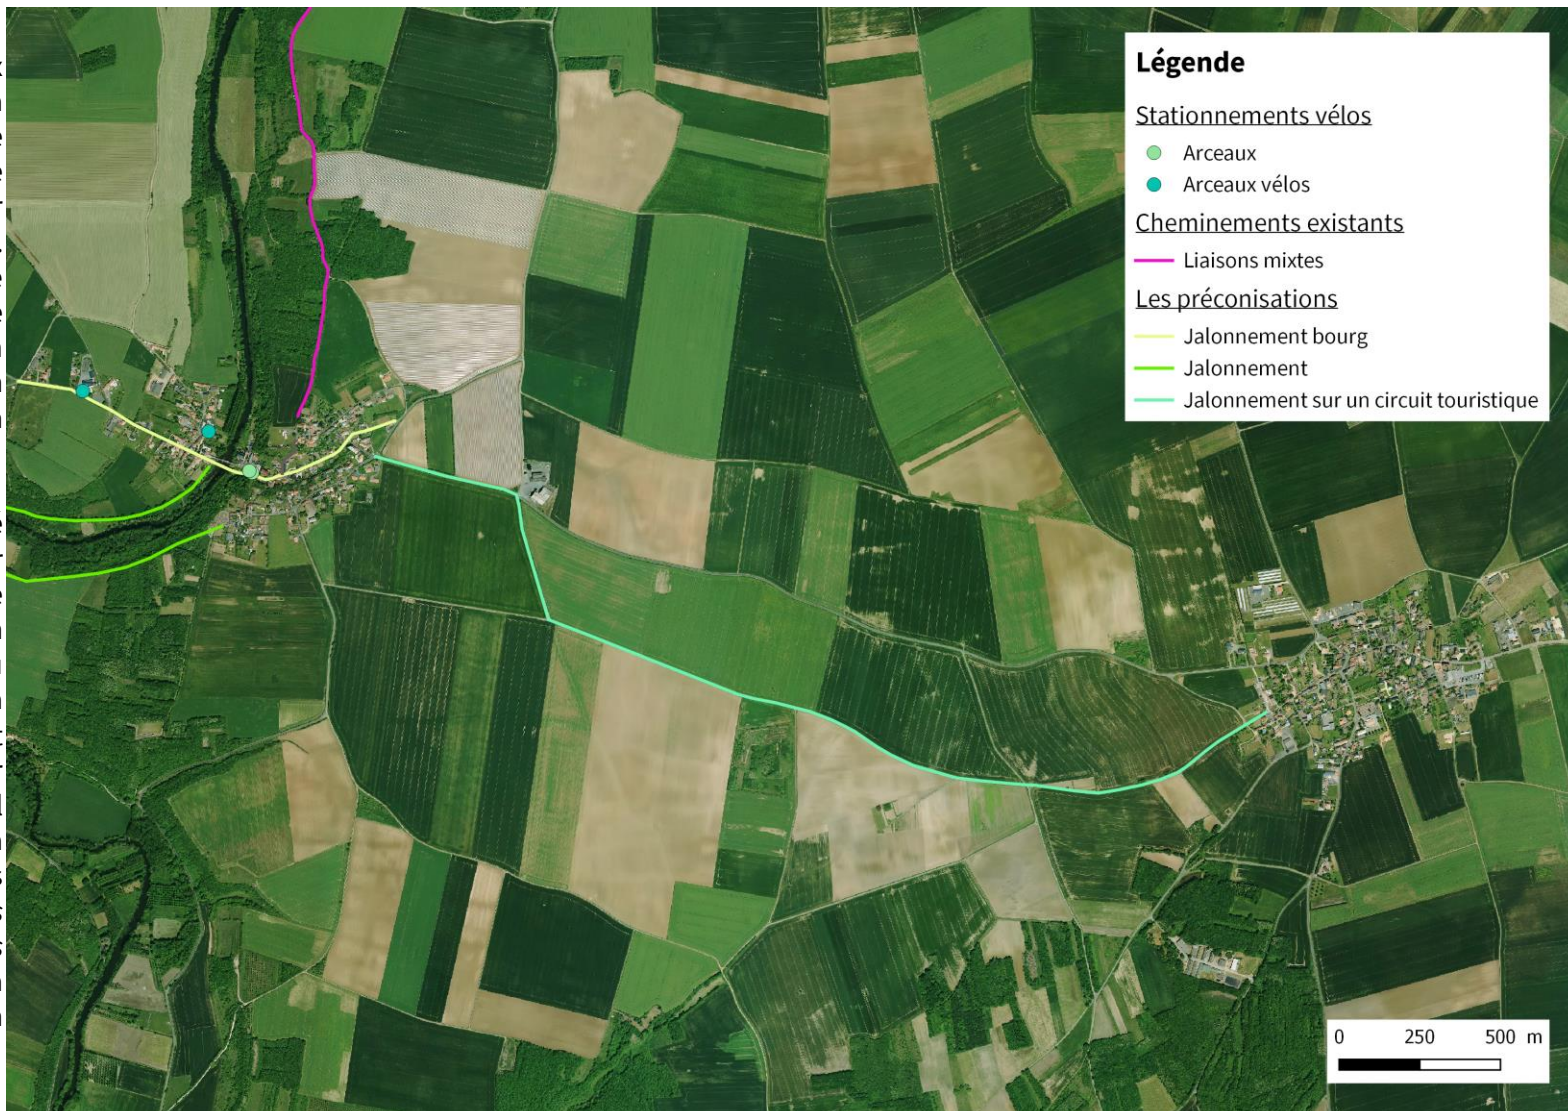 Légende
Stationnements vélos
Arceaux
Arceaux vélos
Cheminements existants
Liaisons mixtes
Les préconisations
Jalonnement bourg
Jalonnement
Jalonnement sur un circuit touristique
0 250 500 m